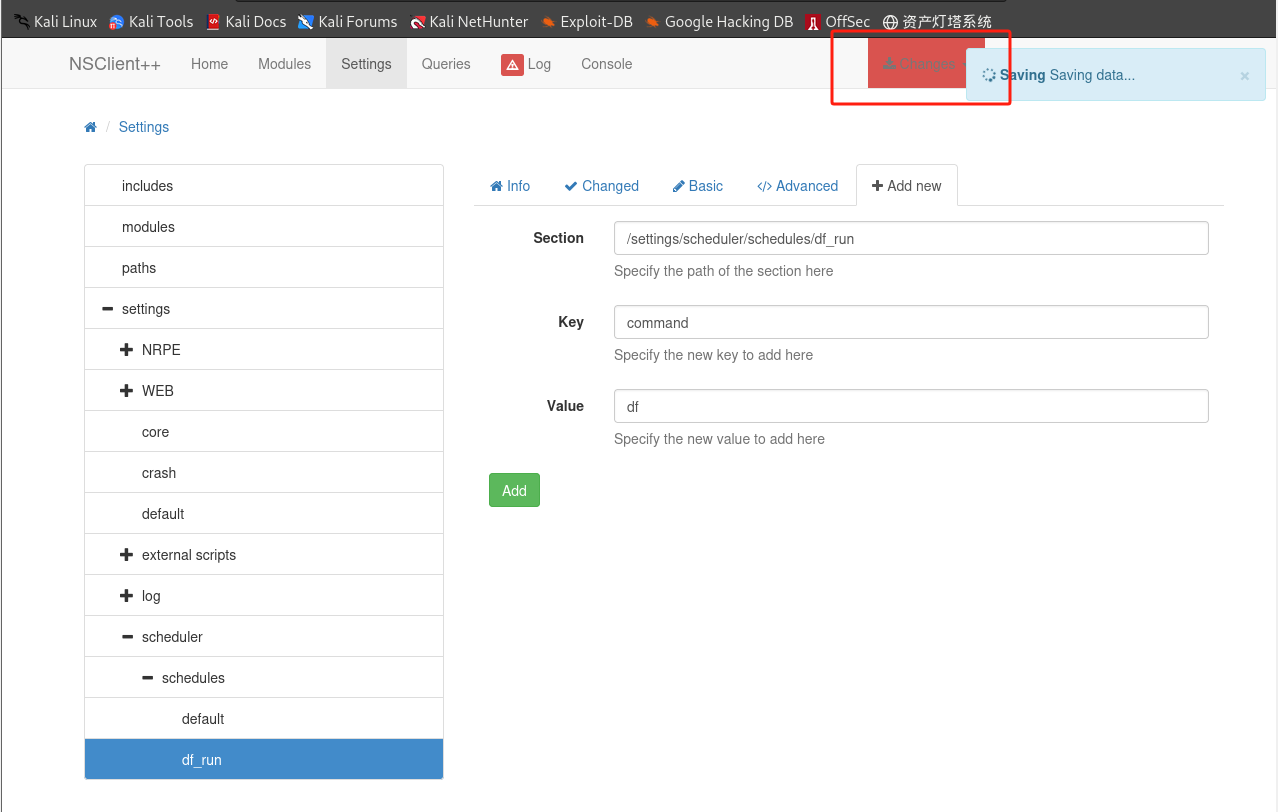 Kali Linux Kali Tools Kali Docs Kali Forums Kali NetHunter Exploit-DB Google Hacking DB OffSec 资产灯塔系统
NSClient++ Home Modules Settings Queries Log Console Changes
Saving Saving data... ×
/ Settings
includes
modules
paths
settings
NRPE
WEB
core
crash
default
external scripts
log
scheduler
schedules
default
df_run
Info Changed Basic </> Advanced Add new
Section /settings/scheduler/schedules/df_run
Specify the path of the section here
Key command
Specify the new key to add here
Value df
Specify the new value to add here
Add